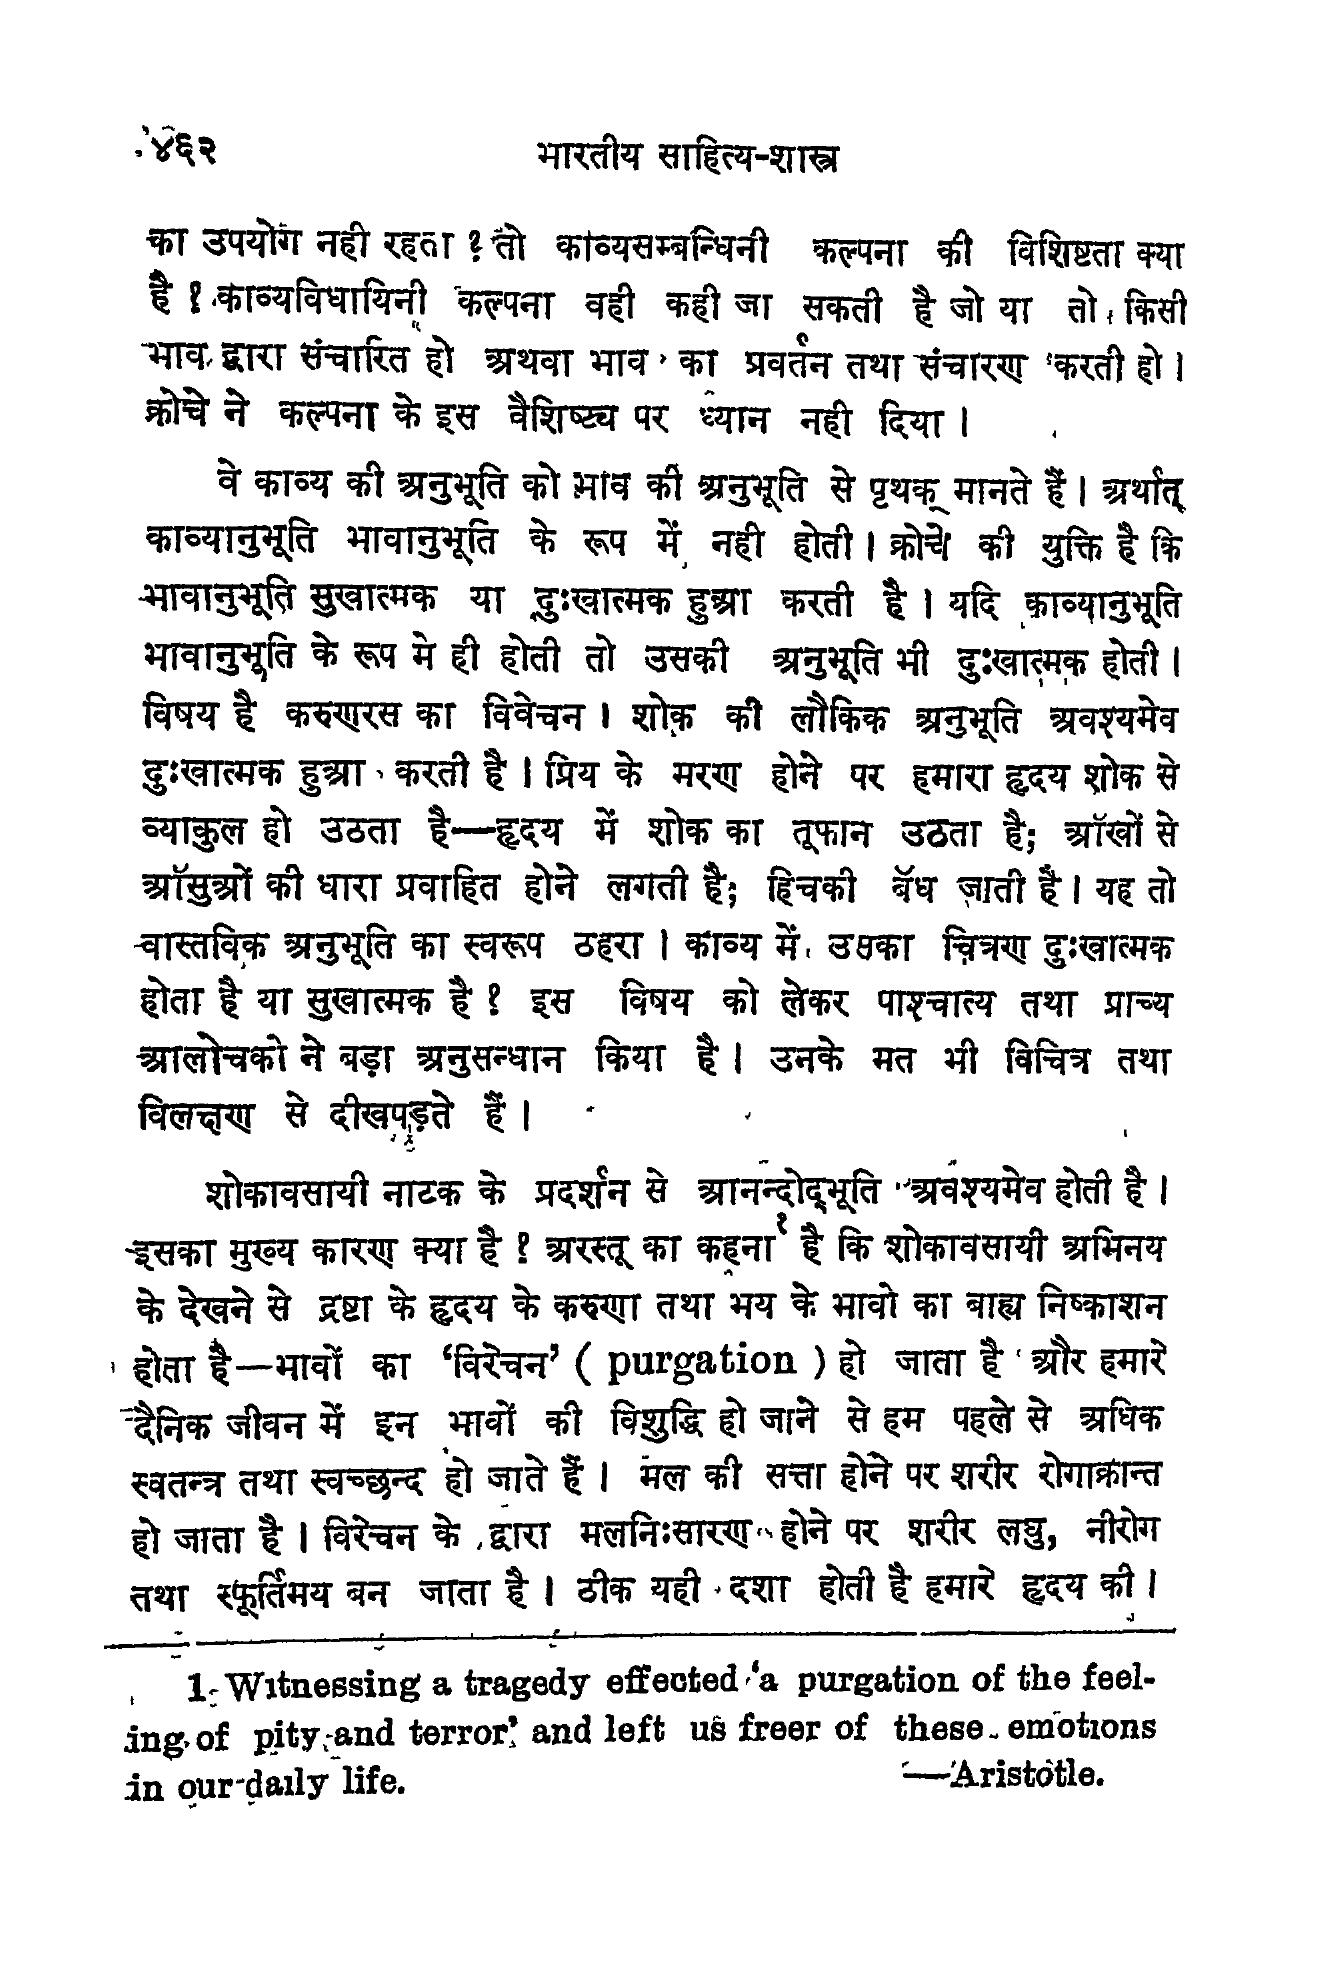 ४६२ भारतीय साहित्य-शास्त्र
का उपयोग नही रहता ? तो काव्यसम्बन्धिनी कल्पना की विशिष्टता क्या
है ? काव्यविधायिनी कल्पना वही कही जा सकती है जो या तो किसी
भाव द्वारा संचारित हो अथवा भाव का प्रवर्तन तथा संचारण करती हो।
क्रोचे ने कल्पना के इस वैशिष्ट्य पर ध्यान नही दिया।
वे काव्य की अनुभूति को भाव की अनुभूति से पृथक् मानते हैं। अर्थात्
काव्यानुभूति भावानुभूति के रूप में नही होती। क्रोचे की युक्ति है कि
भावानुभूति सुखात्मक या दुःखात्मक हुआ करती है। यदि काव्यानुभूति
भावानुभूति के रूप मे ही होती तो उसकी अनुभूति भी दुःखात्मक होती।
विषय है करुणरस का विवेचन। शोक की लौकिक अनुभूति अवश्यमेव
दुःखात्मक हुआ करती है। प्रिय के मरण होने पर हमारा हृदय शोक से
व्याकुल हो उठता है—हृदय में शोक का तूफान उठता है; आँखों से
आँसुओं की धारा प्रवाहित होने लगती है; हिचकी बॅध जाती है। यह तो
वास्तविक अनुभूति का स्वरूप ठहरा। काव्य में उसका चित्रण दुःखात्मक
होता है या सुखात्मक है ? इस विषय को लेकर पाश्चात्य तथा प्राच्य
आलोचको ने बड़ा अनुसन्धान किया है। उनके मत भी विचित्र तथा
विलक्षण से दीखपड़ते हैं।
शोकावसायी नाटक के प्रदर्शन से आनन्दोद्भूति अवश्यमेव होती है।
इसका मुख्य कारण क्या है ? अरस्तू का कहना१ है कि शोकावसायी अभिनय
के देखने से द्रष्टा के हृदय के करुणा तथा भय के भावो का बाह्य निष्काशन
होता है—भावों का ‘विरेचन’ ( purgation ) हो जाता है और हमारे
दैनिक जीवन में इन भावों की विशुद्धि हो जाने से हम पहले से अधिक
स्वतन्त्र तथा स्वच्छन्द हो जाते हैं। मल की सत्ता होने पर शरीर रोगाक्रान्त
हो जाता है। विरेचन के द्वारा मलनिःसारण होने पर शरीर लघु, नीरोग
तथा स्फूर्तिमय बन जाता है। ठीक यही दशा होती है हमारे हृदय की।
1. Witnessing a tragedy effected ‘a purgation of the feel-
ing of pity and terror’ and left us freer of these emotions
in our daily life. —Aristotle.